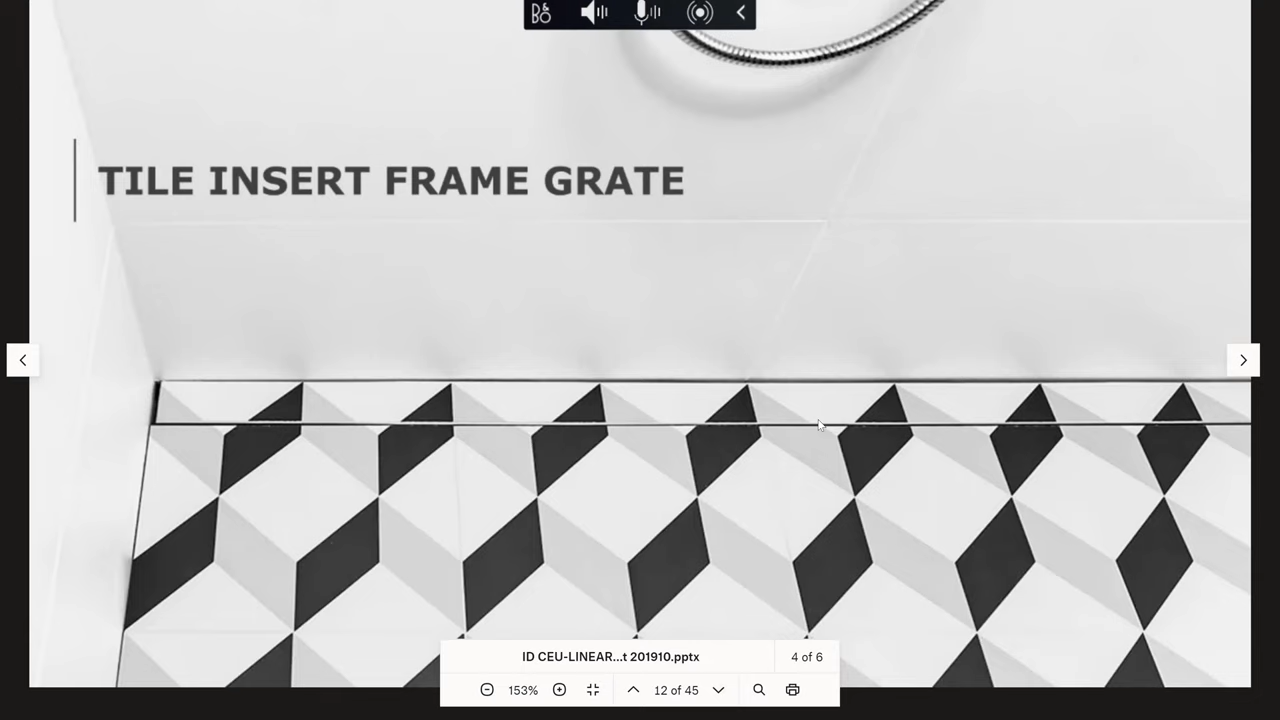 B&O
TILE INSERT FRAME GRATE
ID CEU-LINEAR...t 201910.pptx
4 of 6
153%
12 of 45